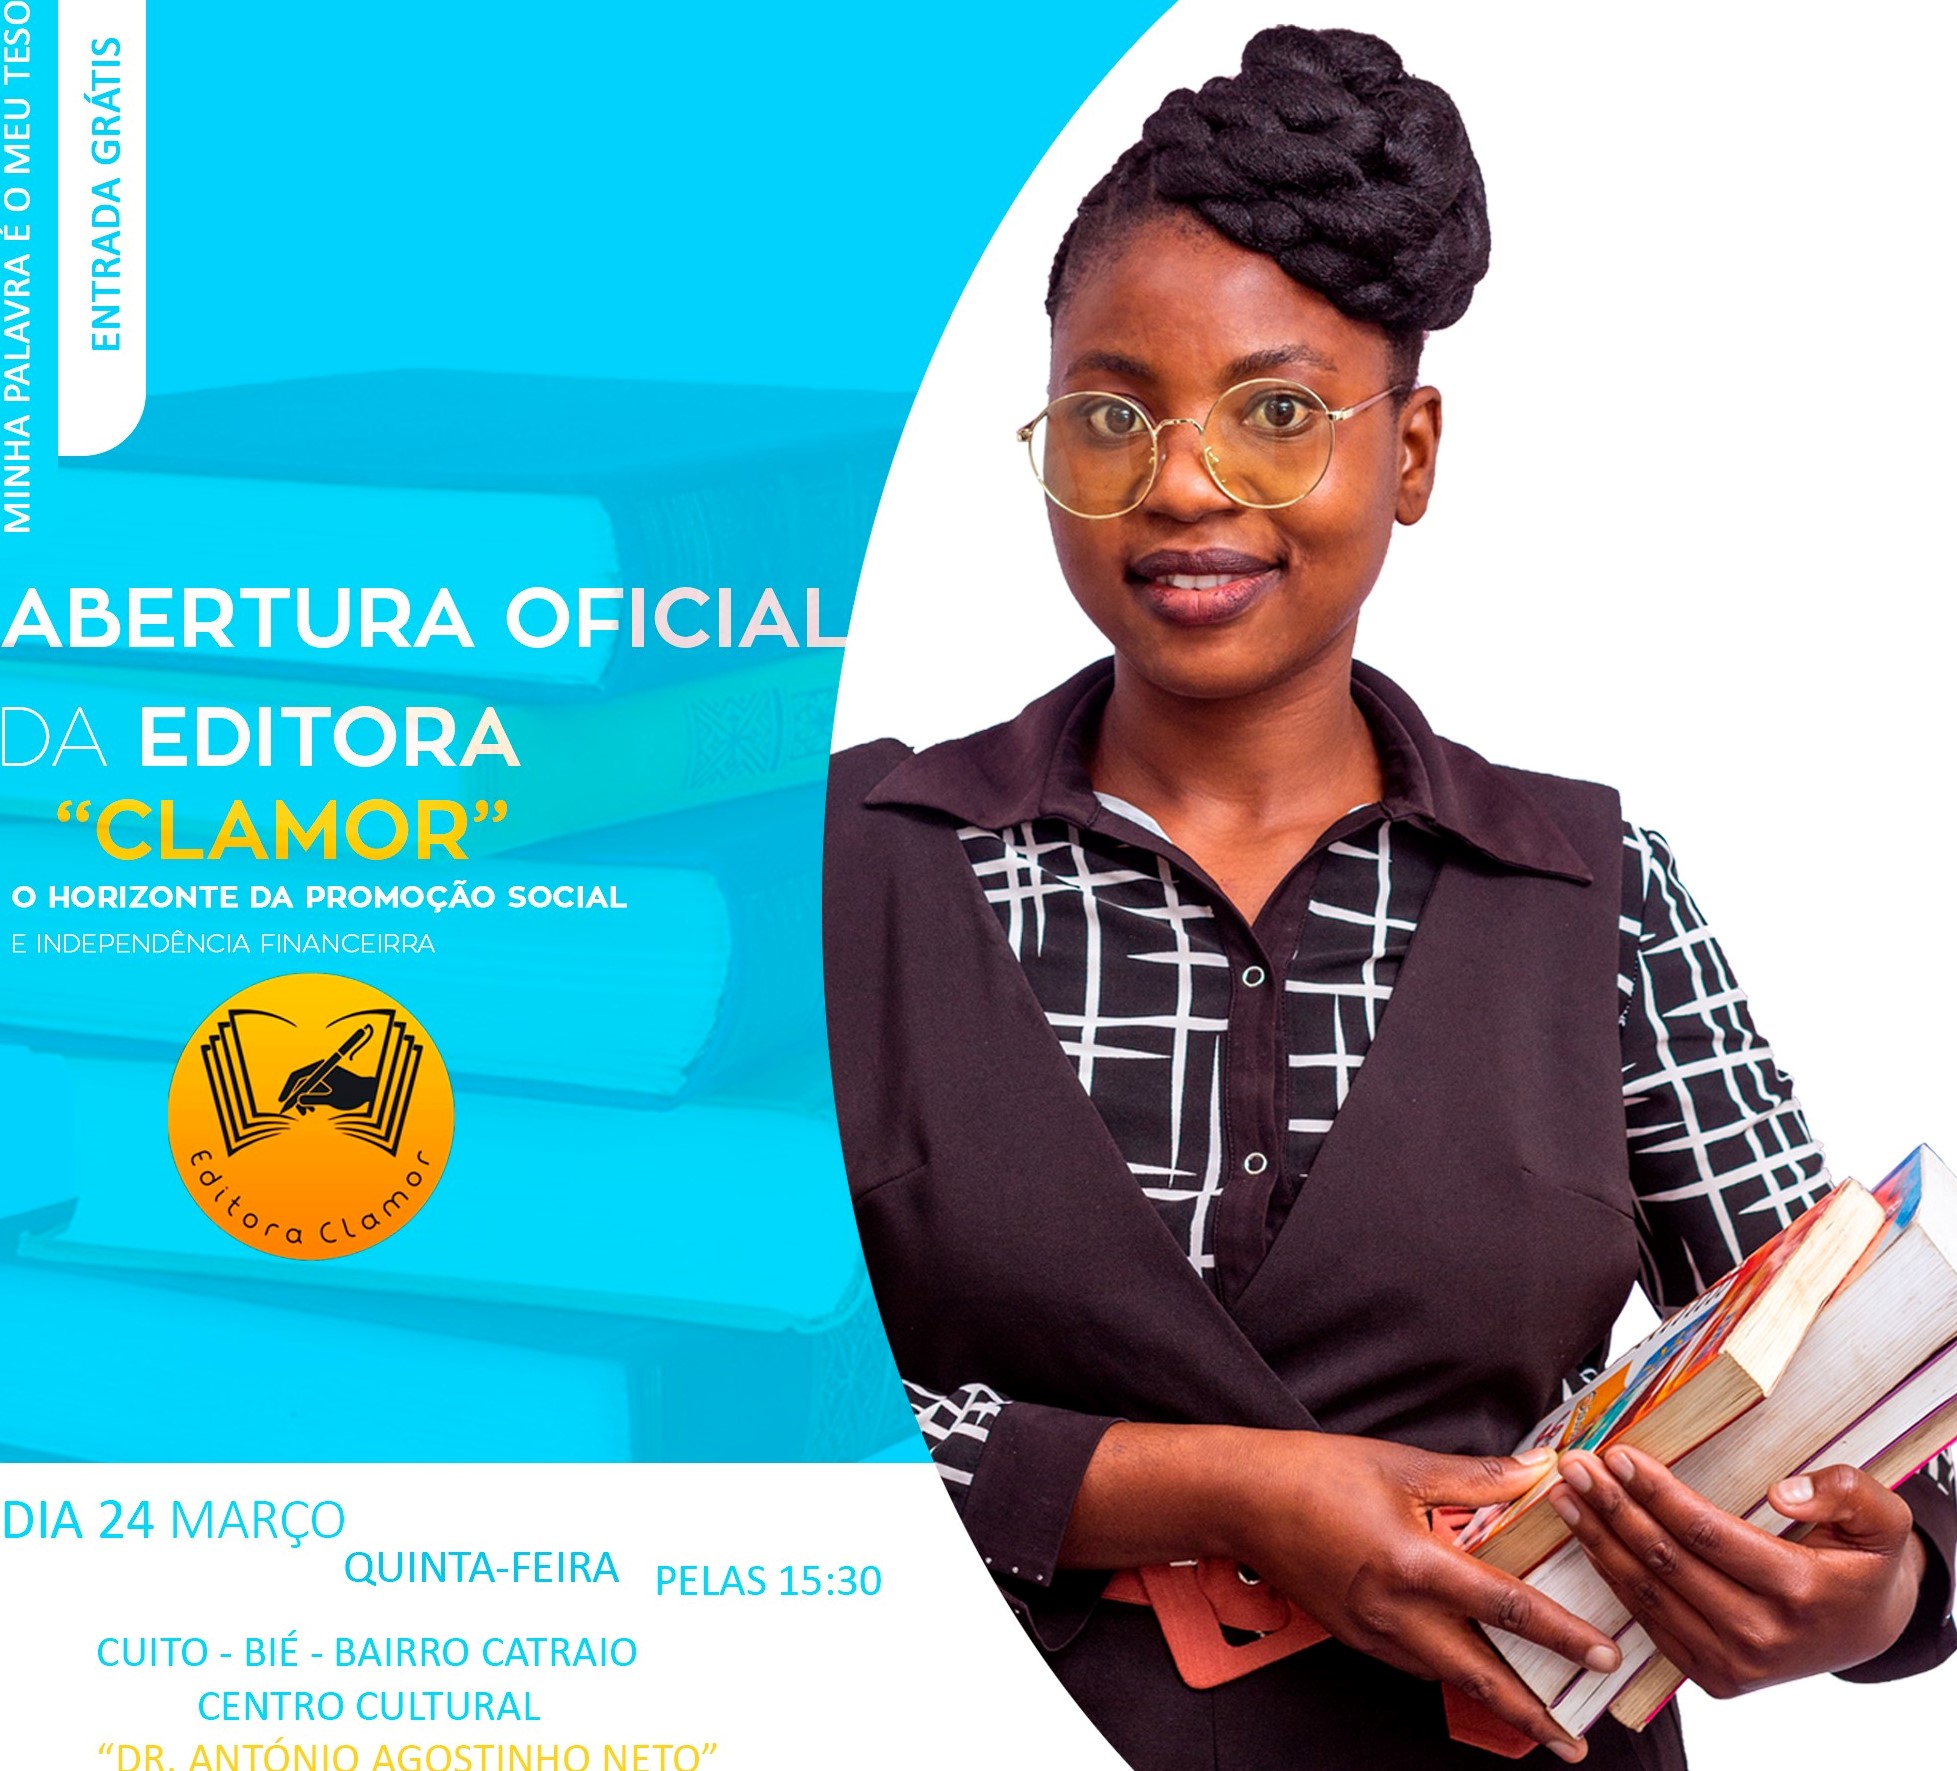 MINHA PALAVRA É O MEU TESO
ENTRADA GRÁTIS
ABERTURA OFICIAL
DA EDITORA
“CLAMOR”
O HORIZONTE DA PROMOÇÃO SOCIAL
E INDEPENDÊNCIA FINANCEIRRA
Editora Clamor
DIA 24 MARÇO
QUINTA-FEIRA
PELAS 15:30
CUITO - BIÉ - BAIRRO CATRAIO
CENTRO CULTURAL
“DR. ANTÓNIO AGOSTINHO NETO”